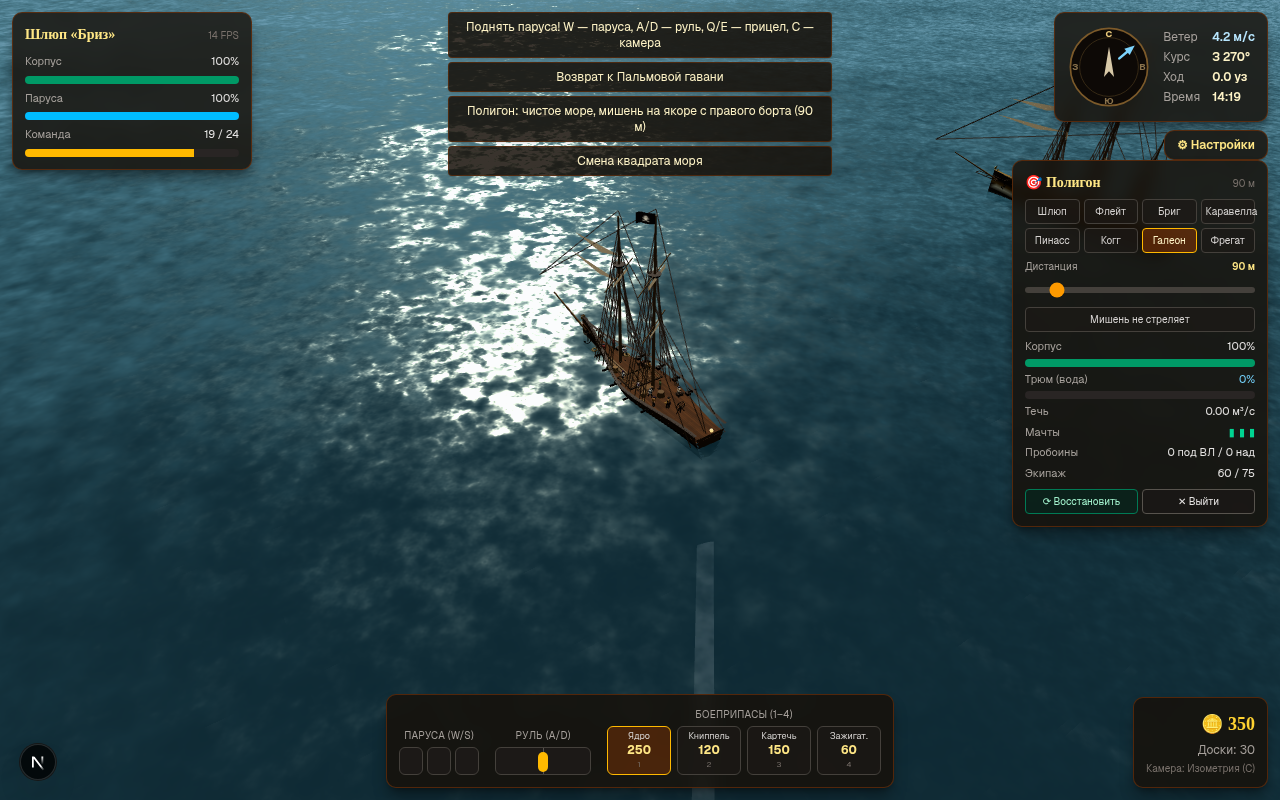 Шлюп «Бриз»
14 FPS
Корпус 100%
Паруса 100%
Команда 19 / 24
Поднять паруса! W — паруса, A/D — руль, Q/E — прицел, C —
камера
Возврат к Пальмовой гавани
Полигон: чистое море, мишень на якоре с правого борта (90
м)
Смена квадрата моря
С
З
В
Ю
Ветер 4.2 м/с
Курс З 270°
Ход 0.0 уз
Время 14:19
⚙ Настройки
🎯 Полигон 90 м
Шлюп Флейт Бриг Каравелла
Пинасс Когг Галеон Фрегат
Дистанция 90 м
Мишень не стреляет
Корпус 100%
Трюм (вода) 0%
Течь 0.00 м³/с
Мачты
Пробоины 0 под ВЛ / 0 над
Экипаж 60 / 75
⟳ Восстановить ✕ Выйти
БОЕПРИПАСЫ (1–4)
ПАРУСА (W/S) РУЛЬ (A/D)
Ядро Книппель Картечь Зажигат.
250 120 150 60
1 2 3 4
N
🪙 350
Доски: 30
Камера: Изометрия (C)